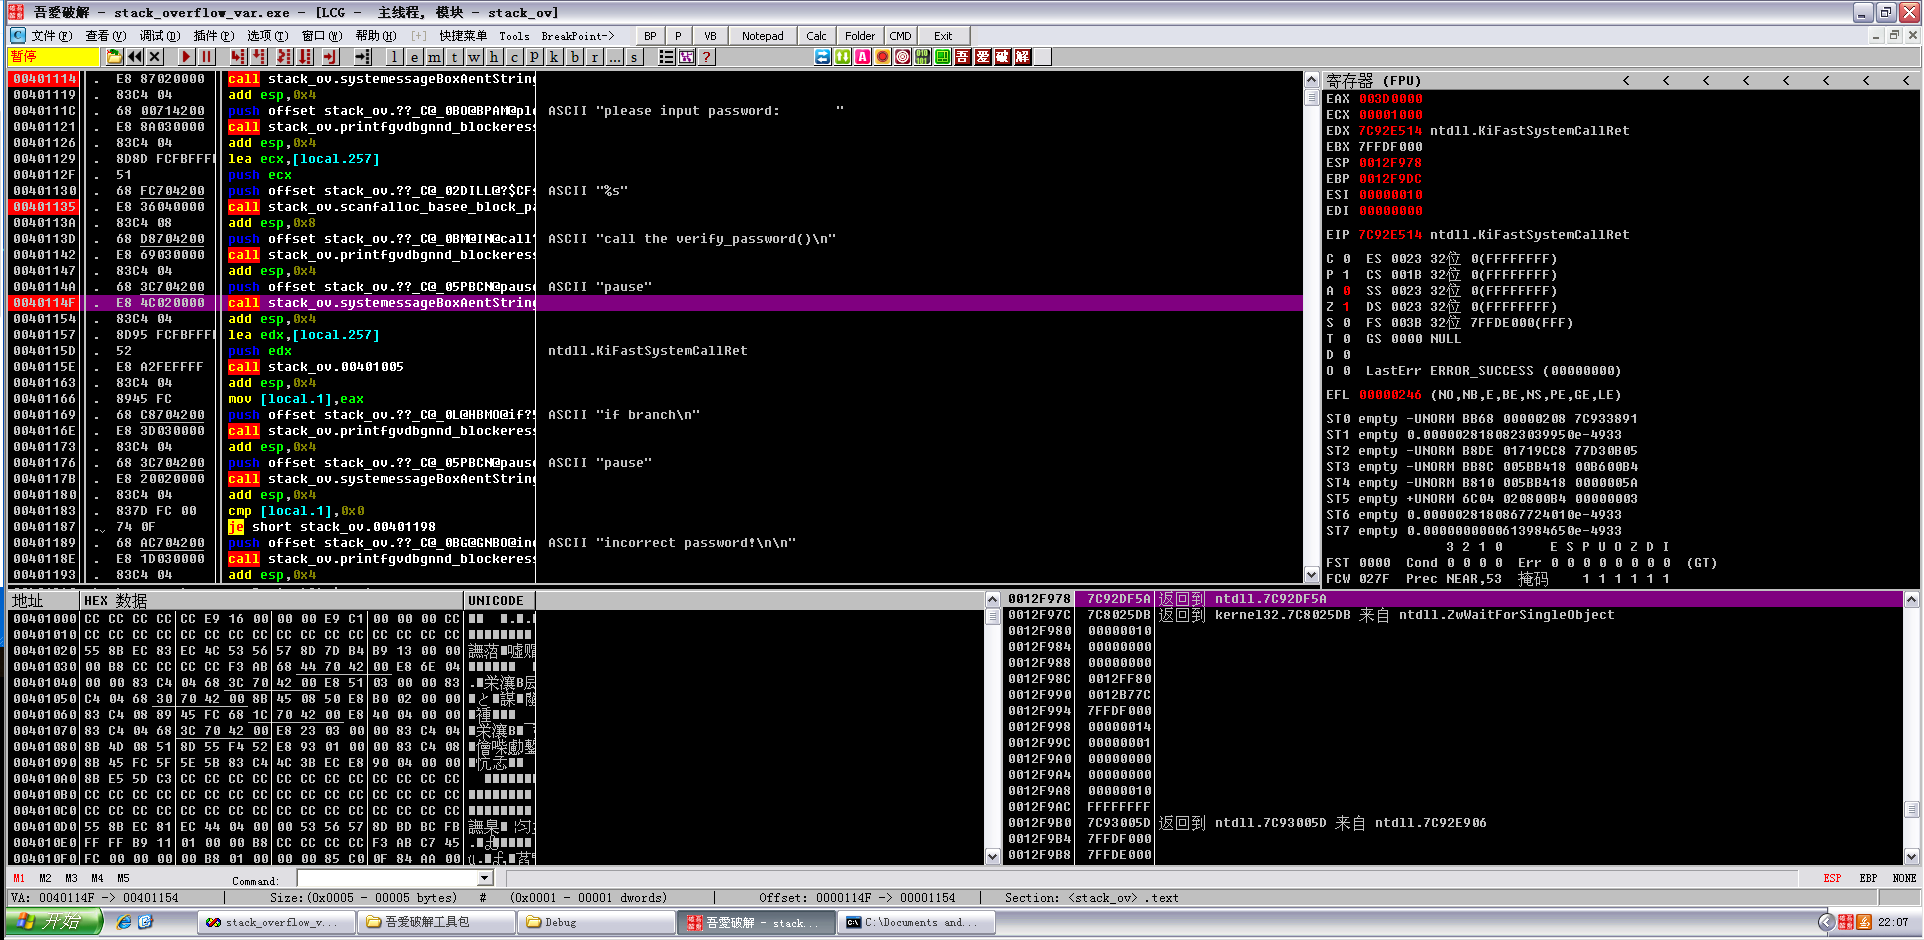 吾愛破解 - stack_overflow_var.exe - [LCG -  主线程, 模块 - stack_ov]
文件(F) 查看(V) 调试(D) 插件(P) 选项(T) 窗口(W) 帮助(H) [+] 快捷菜单 Tools BreakPoint-> BP P VB Notepad Calc Folder CMD Exit
暂停 l e m t w h c p k b r ... s ? 吾 爱 破 解
00401114 . E8 87020000 call stack_ov.systemessageBoxAentString
00401119 . 83C4 04 add esp,0x4
0040111C . 68 00714200 push offset stack_ov.??_C@_0BO@BPAM@ple ASCII "please input password:       "
00401121 . E8 8A030000 call stack_ov.printfgvdbgnnd_blockeress
00401126 . 83C4 04 add esp,0x4
00401129 . 8D8D FCFBFFFF lea ecx,[local.257]
0040112F . 51 push ecx
00401130 . 68 FC704200 push offset stack_ov.??_C@_02DILL@?$CFs ASCII "%s"
00401135 . E8 36040000 call stack_ov.scanfalloc_basee_block_pa
0040113A . 83C4 08 add esp,0x8
0040113D . 68 D8704200 push offset stack_ov.??_C@_0BM@IN@call? ASCII "call the verify_password()\n"
00401142 . E8 69030000 call stack_ov.printfgvdbgnnd_blockeress
00401147 . 83C4 04 add esp,0x4
0040114A . 68 3C704200 push offset stack_ov.??_C@_05PBCN@pause ASCII "pause"
0040114F . E8 4C020000 call stack_ov.systemessageBoxAentString
00401154 . 83C4 04 add esp,0x4
00401157 . 8D95 FCFBFFFF lea edx,[local.257]
0040115D . 52 push edx ntdll.KiFastSystemCallRet
0040115E . E8 A2FEFFFF call stack_ov.00401005
00401163 . 83C4 04 add esp,0x4
00401166 . 8945 FC mov [local.1],eax
00401169 . 68 C8704200 push offset stack_ov.??_C@_0L@HBMO@if?5 ASCII "if branch\n"
0040116E . E8 3D030000 call stack_ov.printfgvdbgnnd_blockeress
00401173 . 83C4 04 add esp,0x4
00401176 . 68 3C704200 push offset stack_ov.??_C@_05PBCN@pause ASCII "pause"
0040117B . E8 20020000 call stack_ov.systemessageBoxAentString
00401180 . 83C4 04 add esp,0x4
00401183 . 837D FC 00 cmp [local.1],0x0
00401187 . 74 0F je short stack_ov.00401198
00401189 . 68 AC704200 push offset stack_ov.??_C@_0BG@GNBO@inc ASCII "incorrect password!\n\n"
0040118E . E8 1D030000 call stack_ov.printfgvdbgnnd_blockeress
00401193 . 83C4 04 add esp,0x4
寄存器 (FPU) < < < < < < < <
EAX 003D0000
ECX 00001000
EDX 7C92E514 ntdll.KiFastSystemCallRet
EBX 7FFDF000
ESP 0012F978
EBP 0012F9DC
ESI 00000010
EDI 00000000
EIP 7C92E514 ntdll.KiFastSystemCallRet
C 0 ES 0023 32位 0(FFFFFFFF)
P 1 CS 001B 32位 0(FFFFFFFF)
A 0 SS 0023 32位 0(FFFFFFFF)
Z 1 DS 0023 32位 0(FFFFFFFF)
S 0 FS 003B 32位 7FFDE000(FFF)
T 0 GS 0000 NULL
D 0
O 0 LastErr ERROR_SUCCESS (00000000)
EFL 00000246 (NO,NB,E,BE,NS,PE,GE,LE)
ST0 empty -UNORM BB68 00000208 7C933891
ST1 empty 0.0000028180823039950e-4933
ST2 empty -UNORM B8DE 01719CC8 77D30B05
ST3 empty -UNORM BB8C 005BB418 00B600B4
ST4 empty -UNORM B810 005BB418 0000005A
ST5 empty +UNORM 6C04 020800B4 00000003
ST6 empty 0.0000028180867724010e-4933
ST7 empty 0.0000000000613984650e-4933
3 2 1 0 E S P U O Z D I
FST 0000 Cond 0 0 0 0 Err 0 0 0 0 0 0 0 0 (GT)
FCW 027F Prec NEAR,53 掩码 1 1 1 1 1 1
地址 HEX 数据 UNICODE
00401000 CC CC CC CC CC E9 16 00 00 00 E9 C1 00 00 00 CC
00401010 CC CC CC CC CC CC CC CC CC CC CC CC CC CC CC CC
00401020 55 8B EC 83 EC 4C 53 56 57 8D 7D B4 B9 13 00 00
00401030 00 B8 CC CC CC CC F3 AB 68 44 70 42 00 E8 6E 04
00401040 00 00 83 C4 04 68 3C 70 42 00 E8 51 03 00 00 83
00401050 C4 04 68 30 70 42 00 8B 45 08 50 E8 B0 02 00 00
00401060 83 C4 08 89 45 FC 68 1C 70 42 00 E8 40 04 00 00
00401070 83 C4 04 68 3C 70 42 00 E8 23 03 00 00 83 C4 04
00401080 8B 4D 08 51 8D 55 F4 52 E8 93 01 00 00 83 C4 08
00401090 8B 45 FC 5F 5E 5B 83 C4 4C 3B EC E8 90 04 00 00
004010A0 8B E5 5D C3 CC CC CC CC CC CC CC CC CC CC CC CC
004010B0 CC CC CC CC CC CC CC CC CC CC CC CC CC CC CC CC
004010C0 CC CC CC CC CC CC CC CC CC CC CC CC CC CC CC CC
004010D0 55 8B EC 81 EC 44 04 00 00 53 56 57 8D BD BC FB
004010E0 FF FF B9 11 01 00 00 B8 CC CC CC CC F3 AB C7 45
004010F0 FC 00 00 00 00 B8 01 00 00 00 85 C0 0F 84 AA 00
0012F978 7C92DF5A 返回到 ntdll.7C92DF5A
0012F97C 7C8025DB 返回到 kernel32.7C8025DB 来自 ntdll.ZwWaitForSingleObject
0012F980 00000010
0012F984 00000000
0012F988 00000000
0012F98C 0012FF80
0012F990 0012B77C
0012F994 7FFDF000
0012F998 00000014
0012F99C 00000001
0012F9A0 00000000
0012F9A4 00000000
0012F9A8 00000010
0012F9AC FFFFFFFF
0012F9B0 7C93005D 返回到 ntdll.7C93005D 来自 ntdll.7C92E906
0012F9B4 7FFDF000
0012F9B8 7FFDE000
M1 M2 M3 M4 M5 Command: ESP EBP NONE
VA: 0040114F -> 00401154 | Size:(0x0005 - 00005 bytes) # (0x0001 - 00001 dwords) | Offset: 0000114F -> 00001154 | Section: <stack_ov> .text
开始 stack_overflow_v... 吾爱破解工具包 Debug 吾爱破解 - stack... C:\Documents and... 22:07